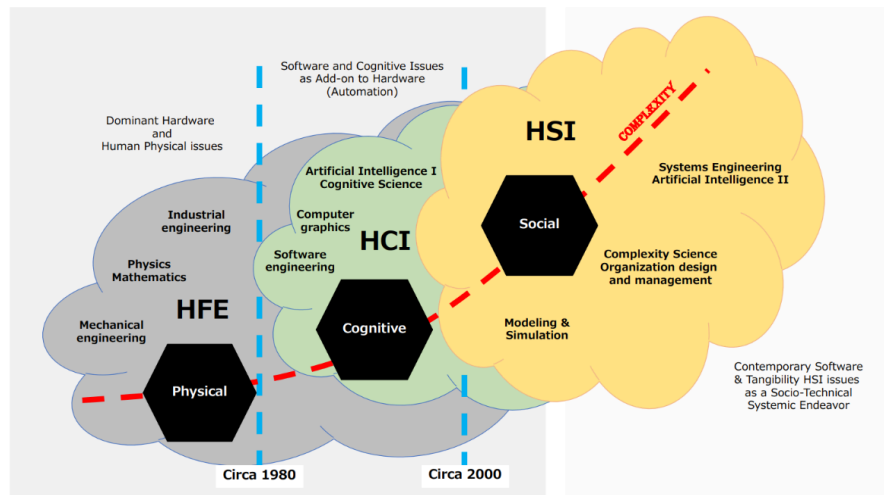 Software and Cognitive Issues
as Add-on to Hardware
(Automation)
Dominant Hardware
and
Human Physical issues
HSI
COMPLEXITY
Systems Engineering
Artificial Intelligence II
Artificial Intelligence I
Cognitive Science
Industrial
engineering
Computer
graphics
Social
HCI
Software
engineering
Complexity Science
Organization design
and management
Physics
Mathematics
HFE
Mechanical
engineering
Cognitive
Modeling &
Simulation
Physical
Contemporary Software
& Tangibility HSI issues
as a Socio-Technical
Systemic Endeavor
Circa 1980
Circa 2000